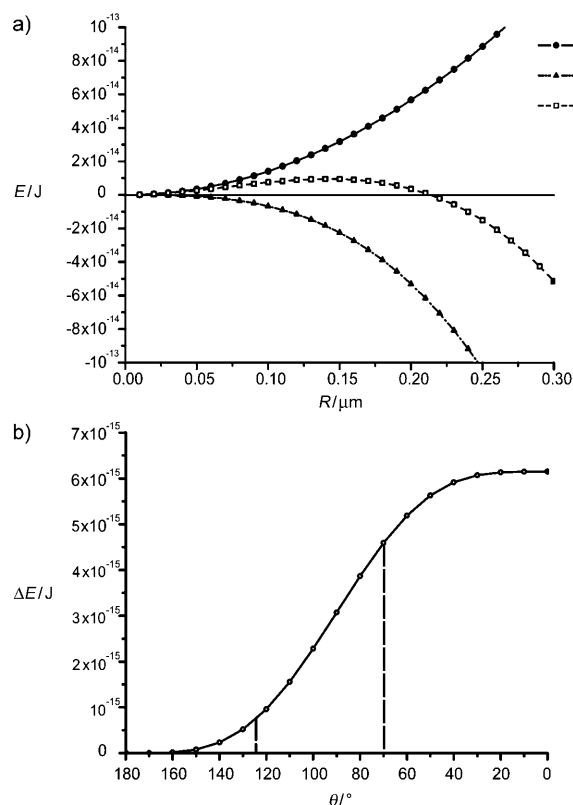 a)
10⁻¹³
8x10⁻¹⁴
6x10⁻¹⁴
4x10⁻¹⁴
2x10⁻¹⁴
E/J
0
-2x10⁻¹⁴
-4x10⁻¹⁴
-6x10⁻¹⁴
-8x10⁻¹⁴
-10⁻¹³
0.00 0.05 0.10 0.15 0.20 0.25 0.30
R/μm
b)
7x10⁻¹⁵
6x10⁻¹⁵
5x10⁻¹⁵
4x10⁻¹⁵
ΔE/J
3x10⁻¹⁵
2x10⁻¹⁵
10⁻¹⁵
0
180 160 140 120 100 80 60 40 20 0
θ/°